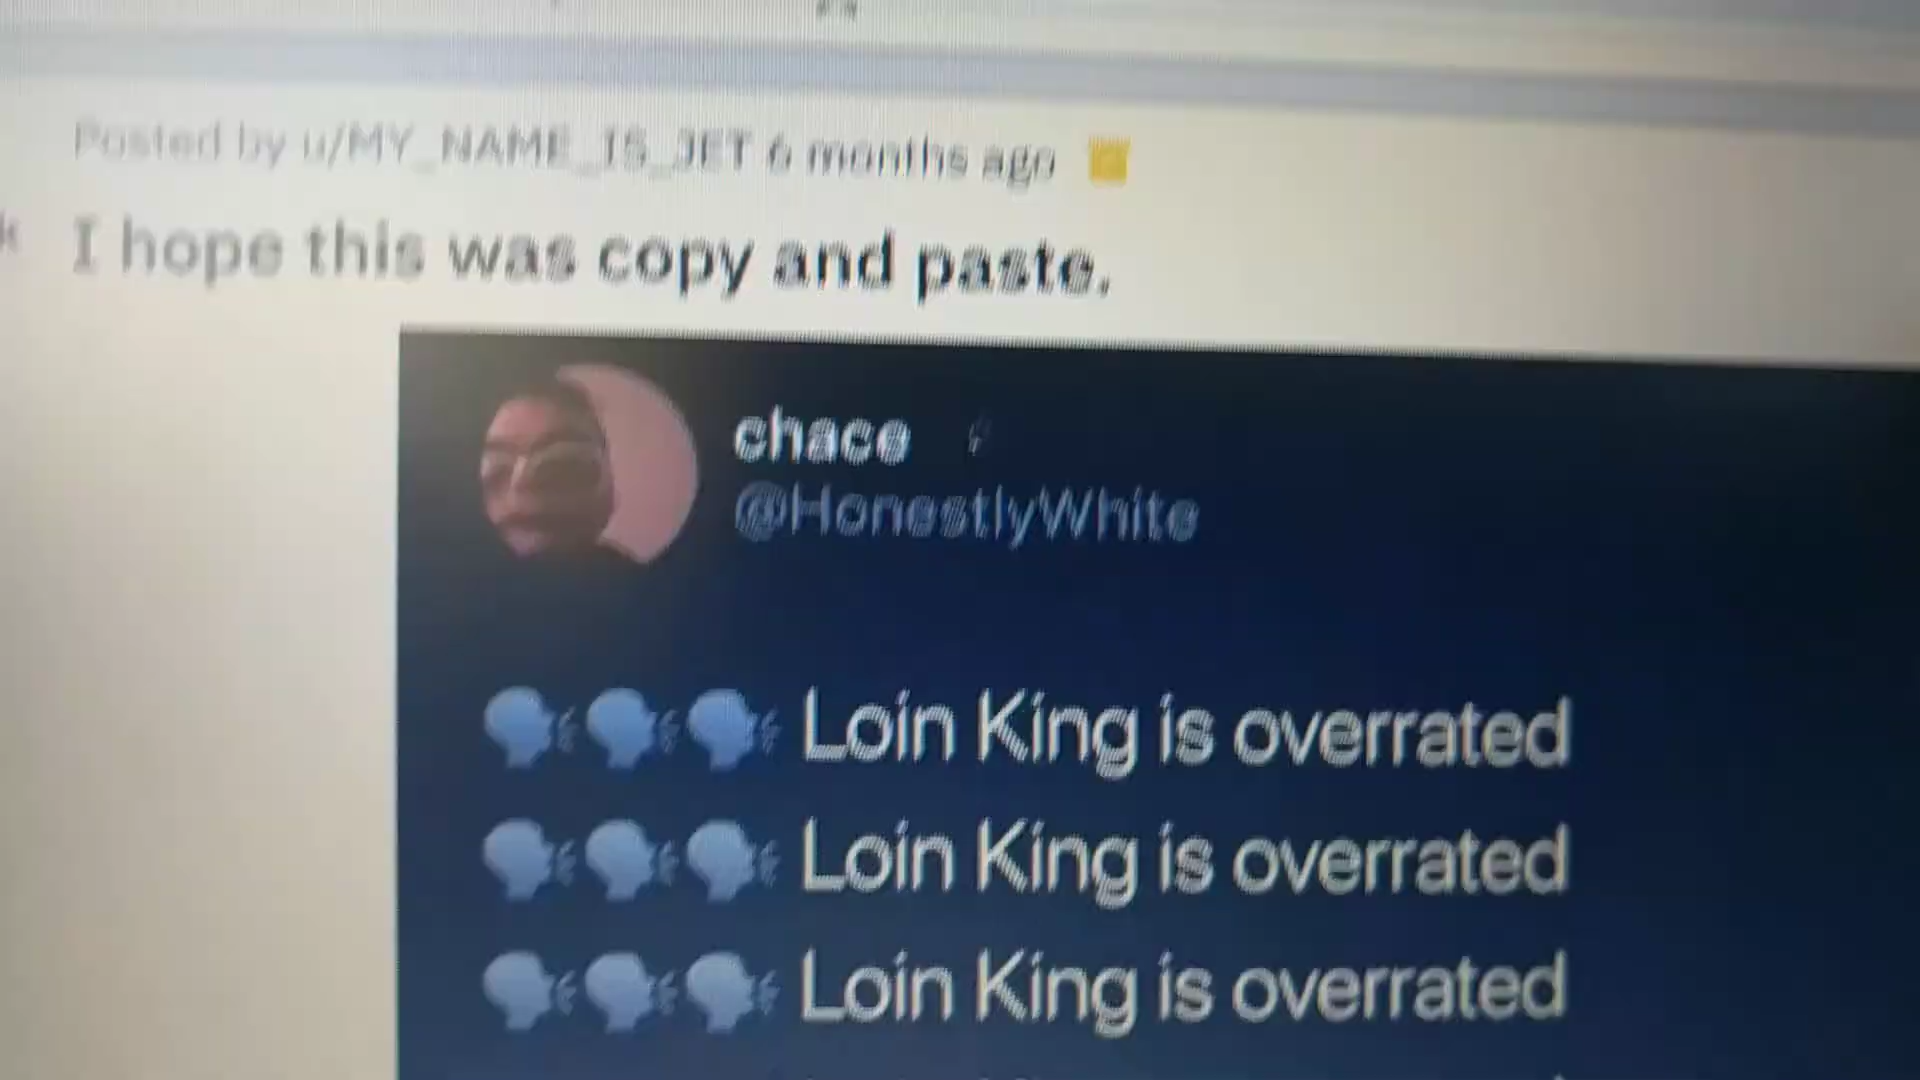 Posted by u/MY_NAME_IS_JET 6 months ago
I hope this was copy and paste.
chace
@HonestlyWhite
🗣🗣🗣 Loin King is overrated
🗣🗣🗣 Loin King is overrated
🗣🗣🗣 Loin King is overrated